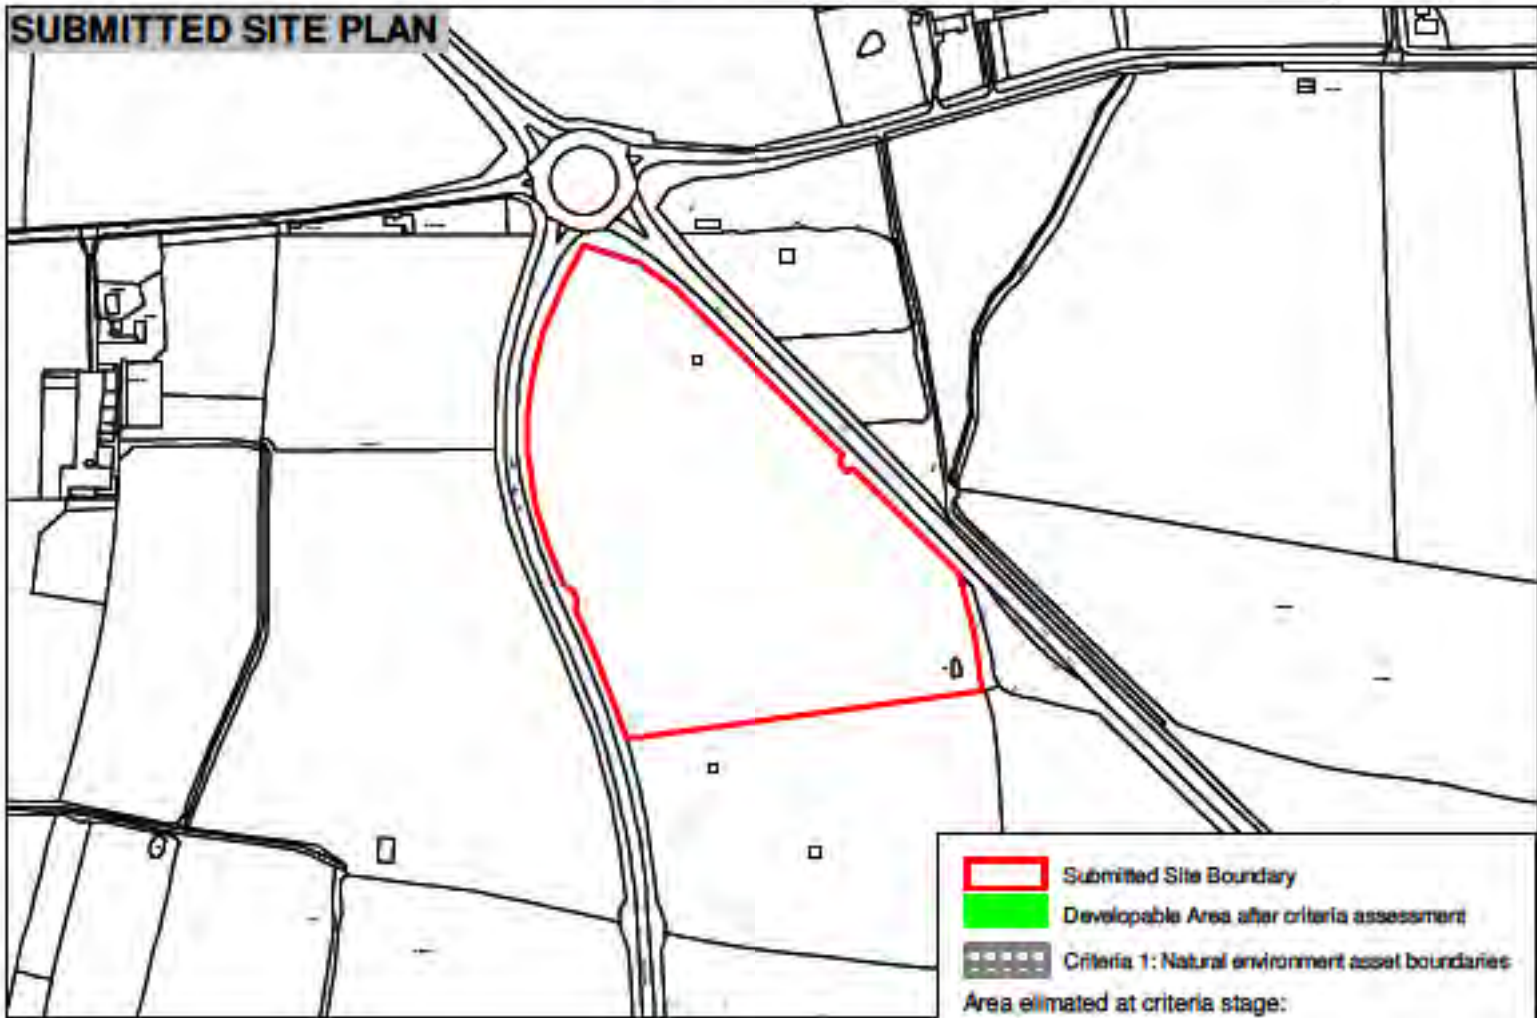 SUBMITTED SITE PLAN
Submitted Site Boundary
Developable Area after criteria assessment
Criteria 1: Natural environment asset boundaries
Area elimated at criteria stage: